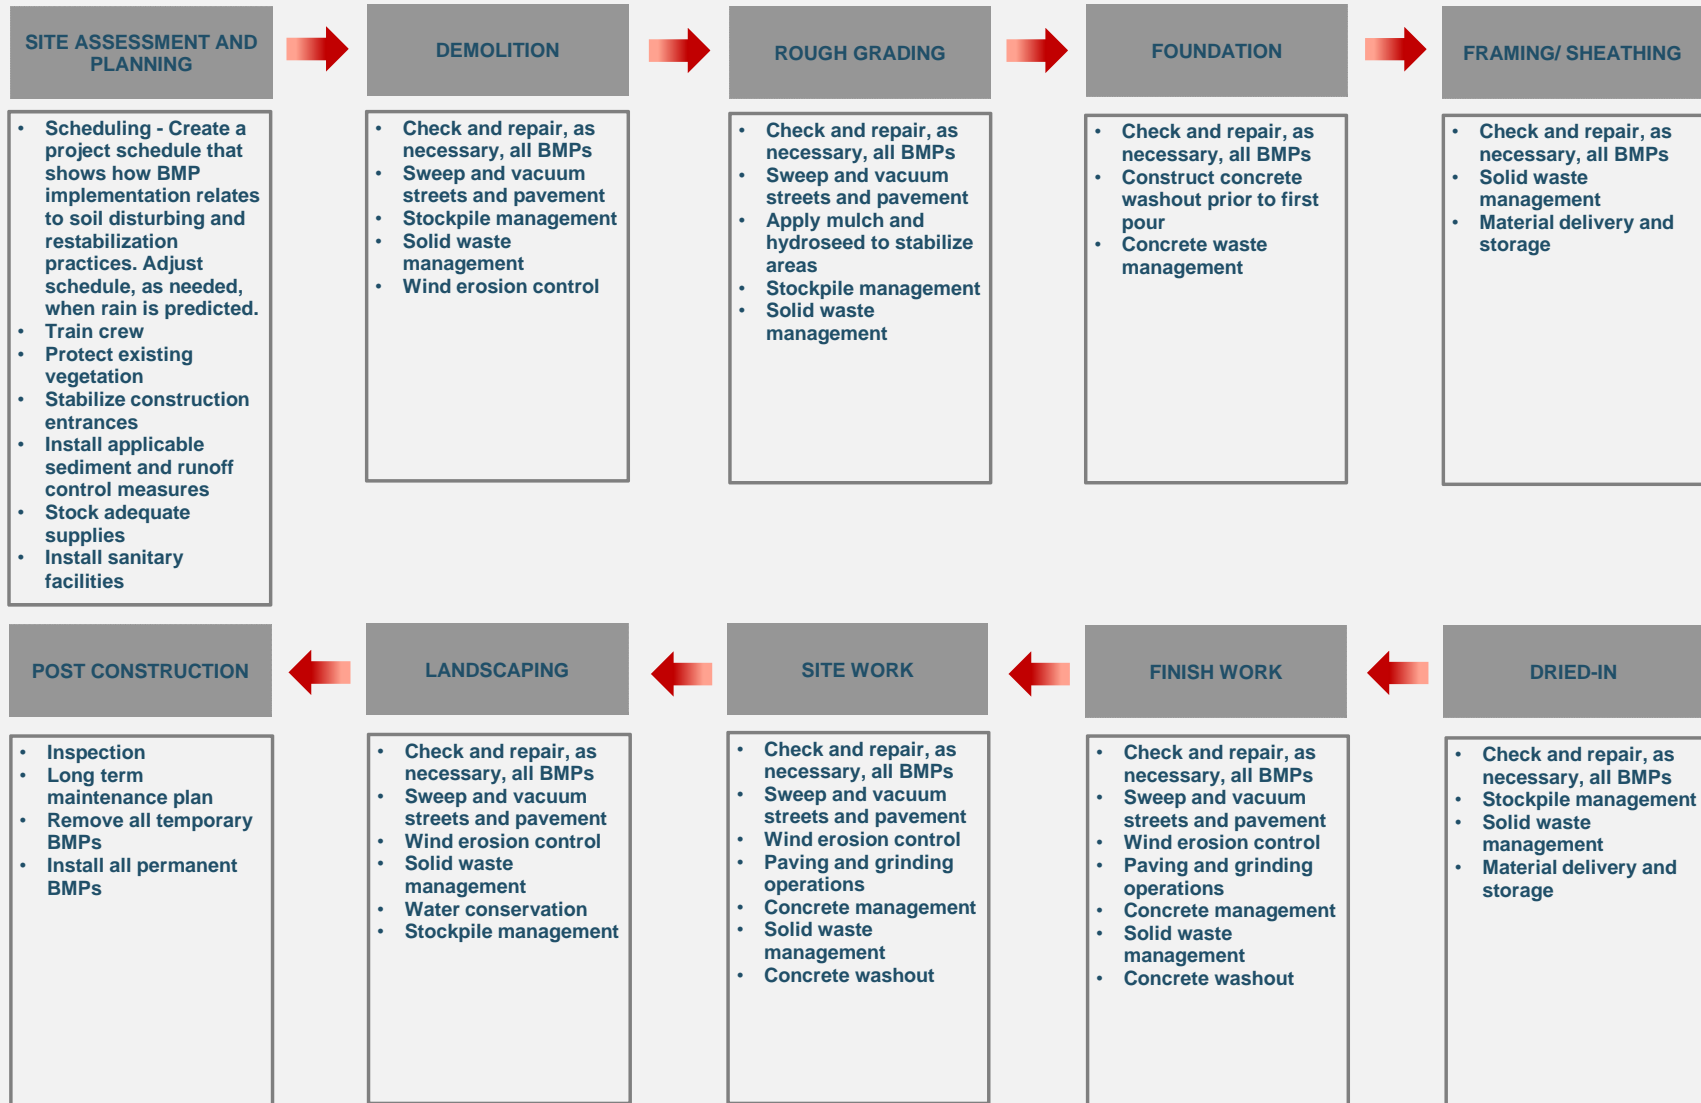 SITE ASSESSMENT AND
PLANNING
DEMOLITION
ROUGH GRADING
FOUNDATION
FRAMING/ SHEATHING
• Scheduling - Create a
project schedule that
shows how BMP
implementation relates
to soil disturbing and
restabilization
practices. Adjust
schedule, as needed,
when rain is predicted.
• Train crew
• Protect existing
vegetation
• Stabilize construction
entrances
• Install applicable
sediment and runoff
control measures
• Stock adequate
supplies
• Install sanitary
facilities
• Check and repair, as
necessary, all BMPs
• Sweep and vacuum
streets and pavement
• Stockpile management
• Solid waste
management
• Wind erosion control
• Check and repair, as
necessary, all BMPs
• Sweep and vacuum
streets and pavement
• Apply mulch and
hydroseed to stabilize
areas
• Stockpile management
• Solid waste
management
• Check and repair, as
necessary, all BMPs
• Construct concrete
washout prior to first
pour
• Concrete waste
management
• Check and repair, as
necessary, all BMPs
• Solid waste
management
• Material delivery and
storage
POST CONSTRUCTION
LANDSCAPING
SITE WORK
FINISH WORK
DRIED-IN
• Inspection
• Long term
maintenance plan
• Remove all temporary
BMPs
• Install all permanent
BMPs
• Check and repair, as
necessary, all BMPs
• Sweep and vacuum
streets and pavement
• Wind erosion control
• Solid waste
management
• Water conservation
• Stockpile management
• Check and repair, as
necessary, all BMPs
• Sweep and vacuum
streets and pavement
• Wind erosion control
• Paving and grinding
operations
• Concrete management
• Solid waste
management
• Concrete washout
• Check and repair, as
necessary, all BMPs
• Sweep and vacuum
streets and pavement
• Wind erosion control
• Paving and grinding
operations
• Concrete management
• Solid waste
management
• Concrete washout
• Check and repair, as
necessary, all BMPs
• Stockpile management
• Solid waste
management
• Material delivery and
storage